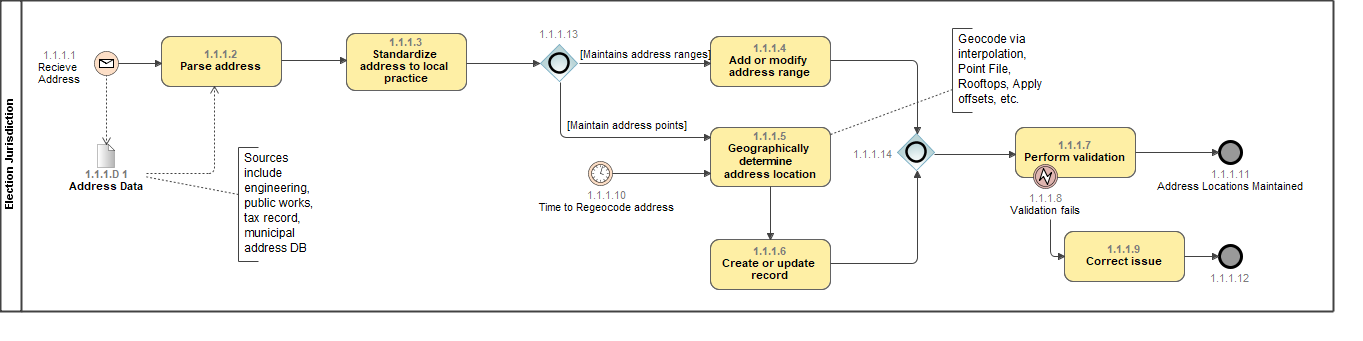 Election Jurisdiction
1.1.1.1
Recieve
Address
1.1.1.2
Parse address
1.1.1.3
Standardize
address to local
practice
1.1.1.13
[Maintains address ranges]
1.1.1.4
Add or modify
address range
Geocode via
interpolation,
Point File,
Rooftops, Apply
offsets, etc.
[Maintain address points]
1.1.1.5
Geographically
determine
address location
1.1.1.14
1.1.1.7
Perform validation
1.1.1.11
Address Locations Maintained
1.1.1.D 1
Address Data
Sources
include
engineering,
public works,
tax record,
municipal
address DB
1.1.1.10
Time to Regeocode address
1.1.1.8
Validation fails
1.1.1.6
Create or update
record
1.1.1.9
Correct issue
1.1.1.12